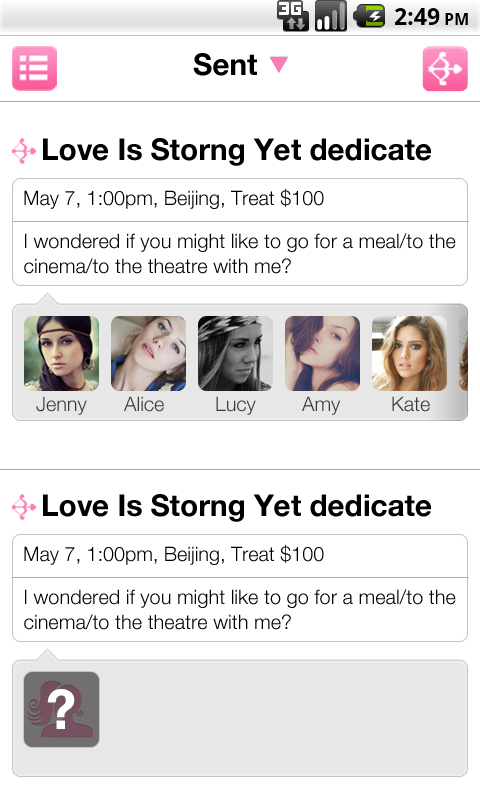 3G
2:49 PM
Sent
Love Is Storng Yet dedicate
May 7, 1:00pm, Beijing, Treat $100
I wondered if you might like to go for a meal/to the
cinema/to the theatre with me?
Jenny Alice Lucy Amy Kate
Love Is Storng Yet dedicate
May 7, 1:00pm, Beijing, Treat $100
I wondered if you might like to go for a meal/to the
cinema/to the theatre with me?
?